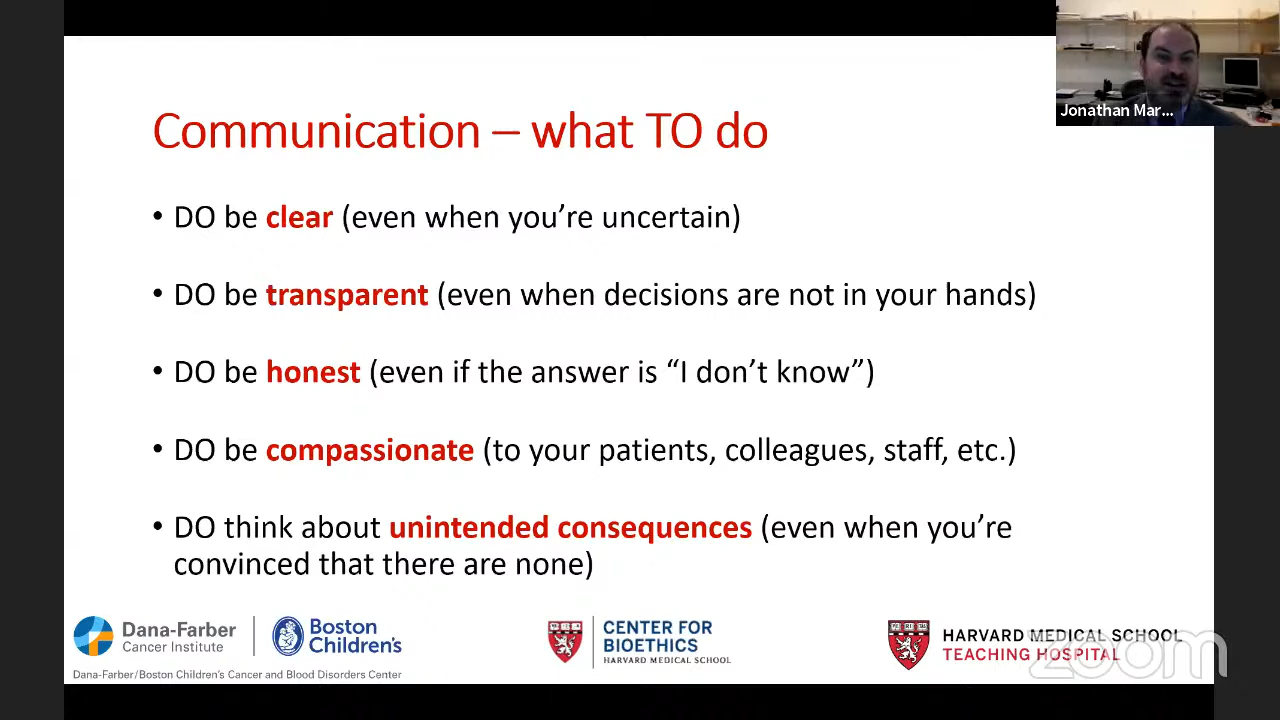 Jonathan Mar...
Communication – what TO do
• DO be clear (even when you’re uncertain)
• DO be transparent (even when decisions are not in your hands)
• DO be honest (even if the answer is “I don’t know”)
• DO be compassionate (to your patients, colleagues, staff, etc.)
• DO think about unintended consequences (even when you’re
convinced that there are none)
Dana-Farber
Cancer Institute
Boston
Children's
Dana-Farber/Boston Children's Cancer and Blood Disorders Center
CENTER FOR
BIOETHICS
HARVARD MEDICAL SCHOOL
HARVARD MEDICAL SCHOOL
TEACHING HOSPITAL
zoom